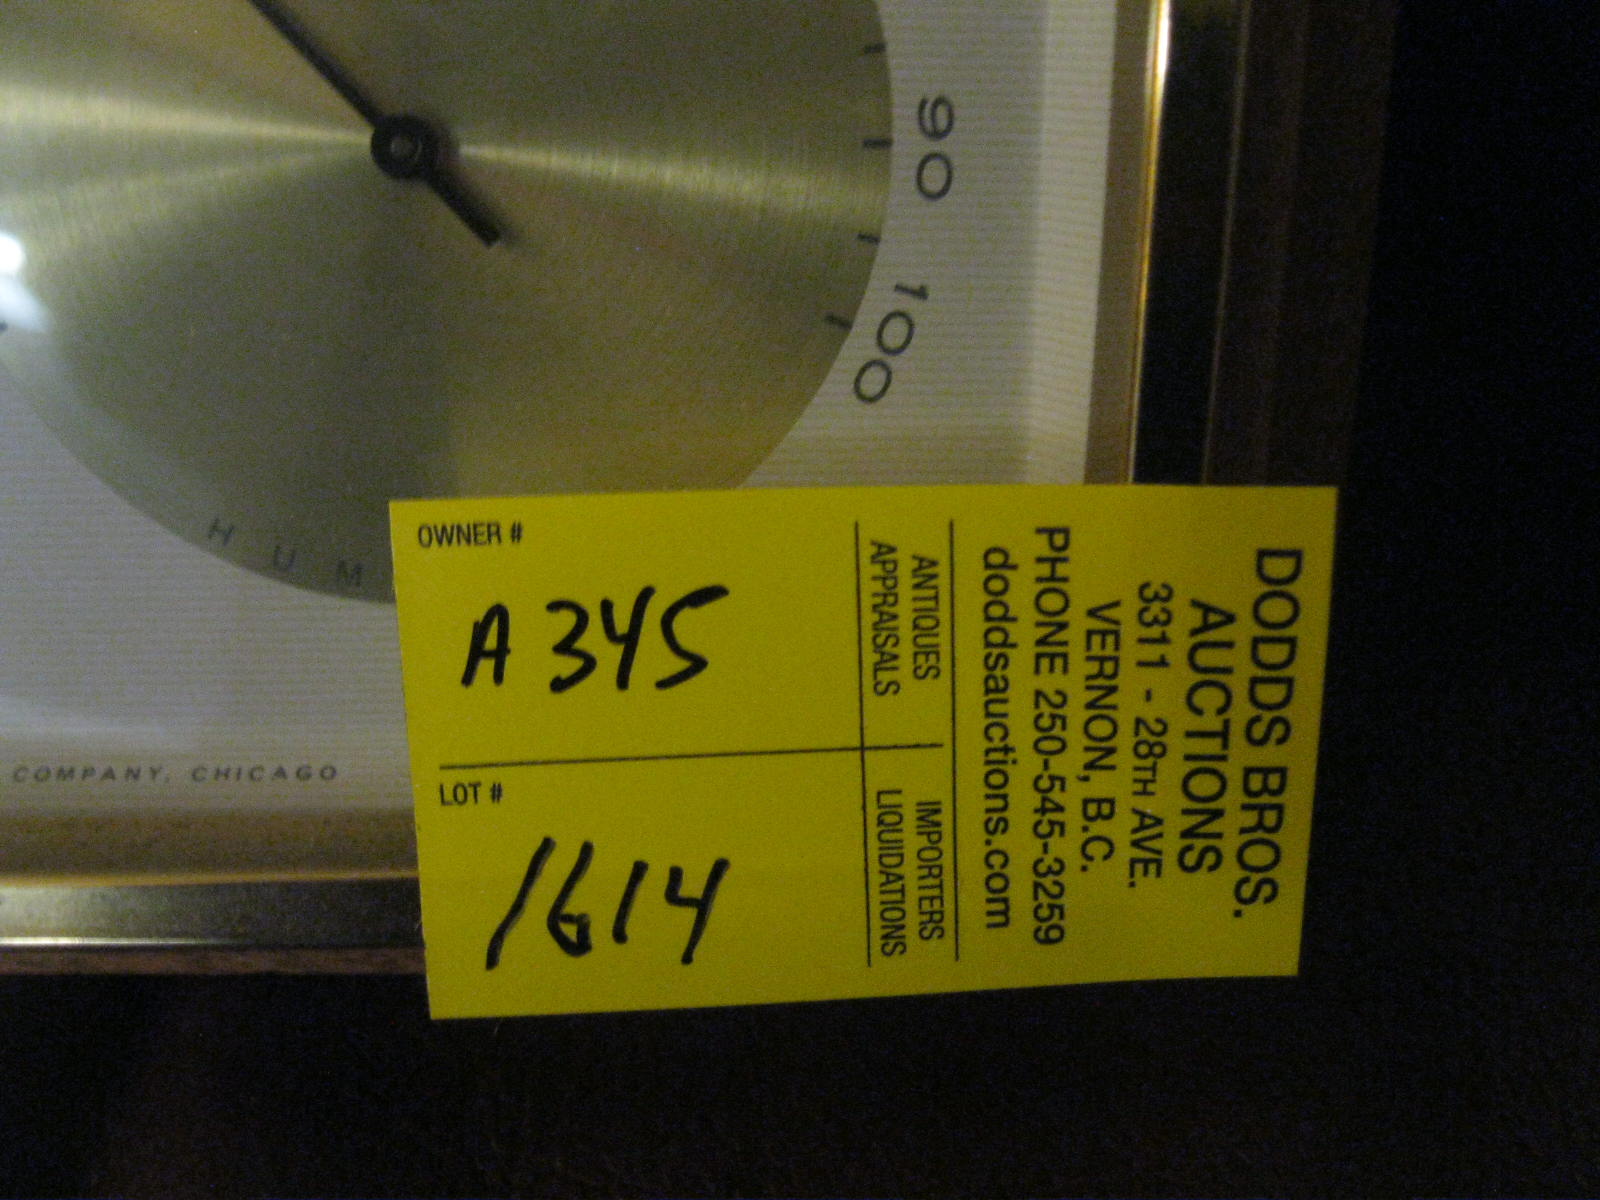 90
100
HUM
COMPANY, CHICAGO
OWNER #
A345
LOT #
1614
ANTIQUES
APPRAISALS
IMPORTERS
LIQUIDATIONS
DODDS BROS.
AUCTIONS
3311 - 28TH AVE.
VERNON, B.C.
PHONE 250-545-3259
doddsauctions.com